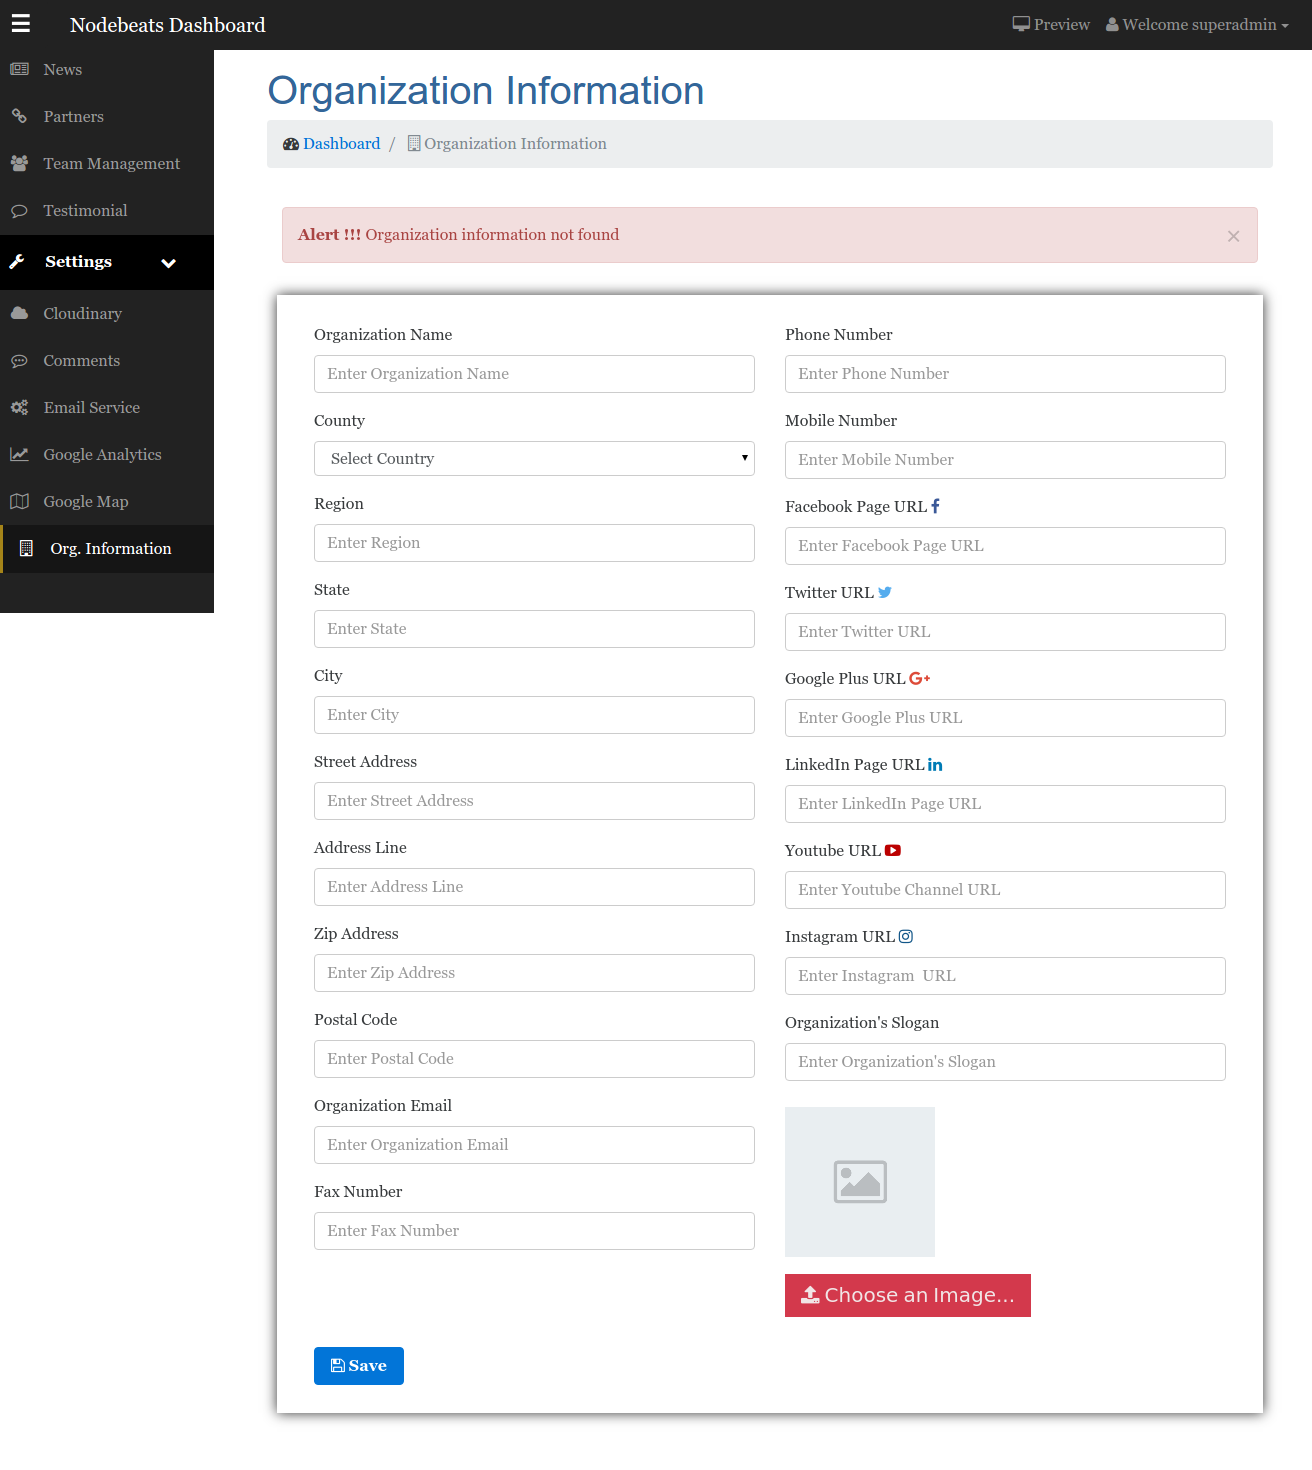 Nodebeats Dashboard
Preview
Welcome superadmin
News
Partners
Team Management
Testimonial
Settings
Cloudinary
Comments
Email Service
Google Analytics
Google Map
Org. Information
Organization Information
Dashboard / Organization Information
Alert !!! Organization information not found
×
Organization Name
Enter Organization Name
County
Select Country
Region
Enter Region
State
Enter State
City
Enter City
Street Address
Enter Street Address
Address Line
Enter Address Line
Zip Address
Enter Zip Address
Postal Code
Enter Postal Code
Organization Email
Enter Organization Email
Fax Number
Enter Fax Number
Phone Number
Enter Phone Number
Mobile Number
Enter Mobile Number
Facebook Page URL
Enter Facebook Page URL
Twitter URL
Enter Twitter URL
Google Plus URL
Enter Google Plus URL
LinkedIn Page URL
Enter LinkedIn Page URL
Youtube URL
Enter Youtube Channel URL
Instagram URL
Enter Instagram  URL
Organization's Slogan
Enter Organization's Slogan
Choose an Image...
Save